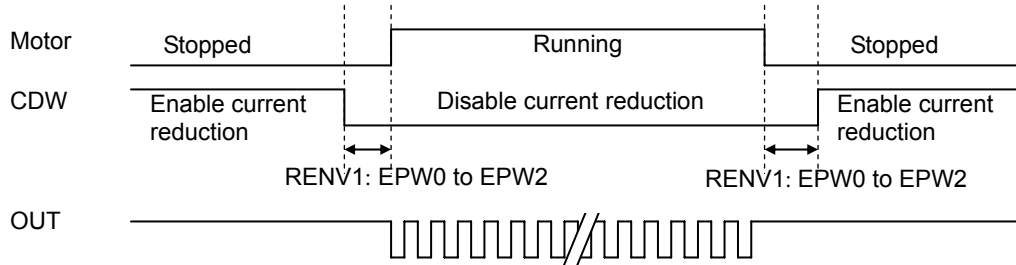 Motor
Stopped
Running
Stopped
CDW
Enable current
reduction
Disable current reduction
Enable current
reduction
RENV1: EPW0 to EPW2
RENV1: EPW0 to EPW2
OUT